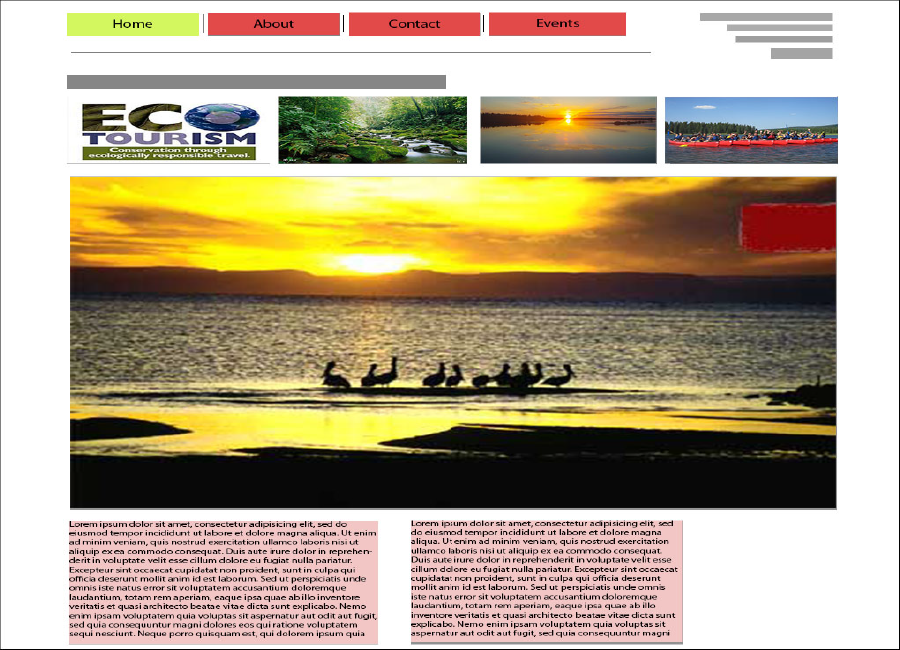 Home
About
Contact
Events
ECO
TOURISM
Conservation through
ecologically responsible travel.
Lorem ipsum dolor sit amet, consectetur adipisicing elit, sed do
eiusmod tempor incididunt ut labore et dolore magna aliqua. Ut enim
ad minim veniam, quis nostrud exercitation ullamco laboris nisi ut
aliquip ex ea commodo consequat. Duis aute irure dolor in reprehen-
derit in voluptate velit esse cillum dolore eu fugiat nulla pariatur.
Excepteur sint occaecat cupidatat non proident, sunt in culpa qui
officia deserunt mollit anim id est laborum. Sed ut perspiciatis unde
omnis iste natus error sit voluptatem accusantium doloremque
laudantium, totam rem aperiam, eaque ipsa quae ab illo inventore
veritatis et quasi architecto beatae vitae dicta sunt explicabo. Nemo
enim ipsam voluptatem quia voluptas sit aspernatur aut odit aut fugit,
sed quia consequuntur magni dolores eos qui ratione voluptatem
sequi nesciunt. Neque porro quisquam est, qui dolorem ipsum quia
Lorem ipsum dolor sit amet, consectetur adipisicing elit, sed
do eiusmod tempor incididunt ut labore et dolore magna
aliqua. Ut enim ad minim veniam, quis nostrud exercitation
ullamco laboris nisi ut aliquip ex ea commodo consequat.
Duis aute irure dolor in reprehenderit in voluptate velit esse
cillum dolore eu fugiat nulla pariatur. Excepteur sint occaecat
cupidatat non proident, sunt in culpa qui officia deserunt
mollit anim id est laborum. Sed ut perspiciatis unde omnis
iste natus error sit voluptatem accusantium doloremque
laudantium, totam rem aperiam, eaque ipsa quae ab illo
inventore veritatis et quasi architecto beatae vitae dicta sunt
explicabo. Nemo enim ipsam voluptatem quia voluptas sit
aspernatur aut odit aut fugit, sed quia consequuntur magni